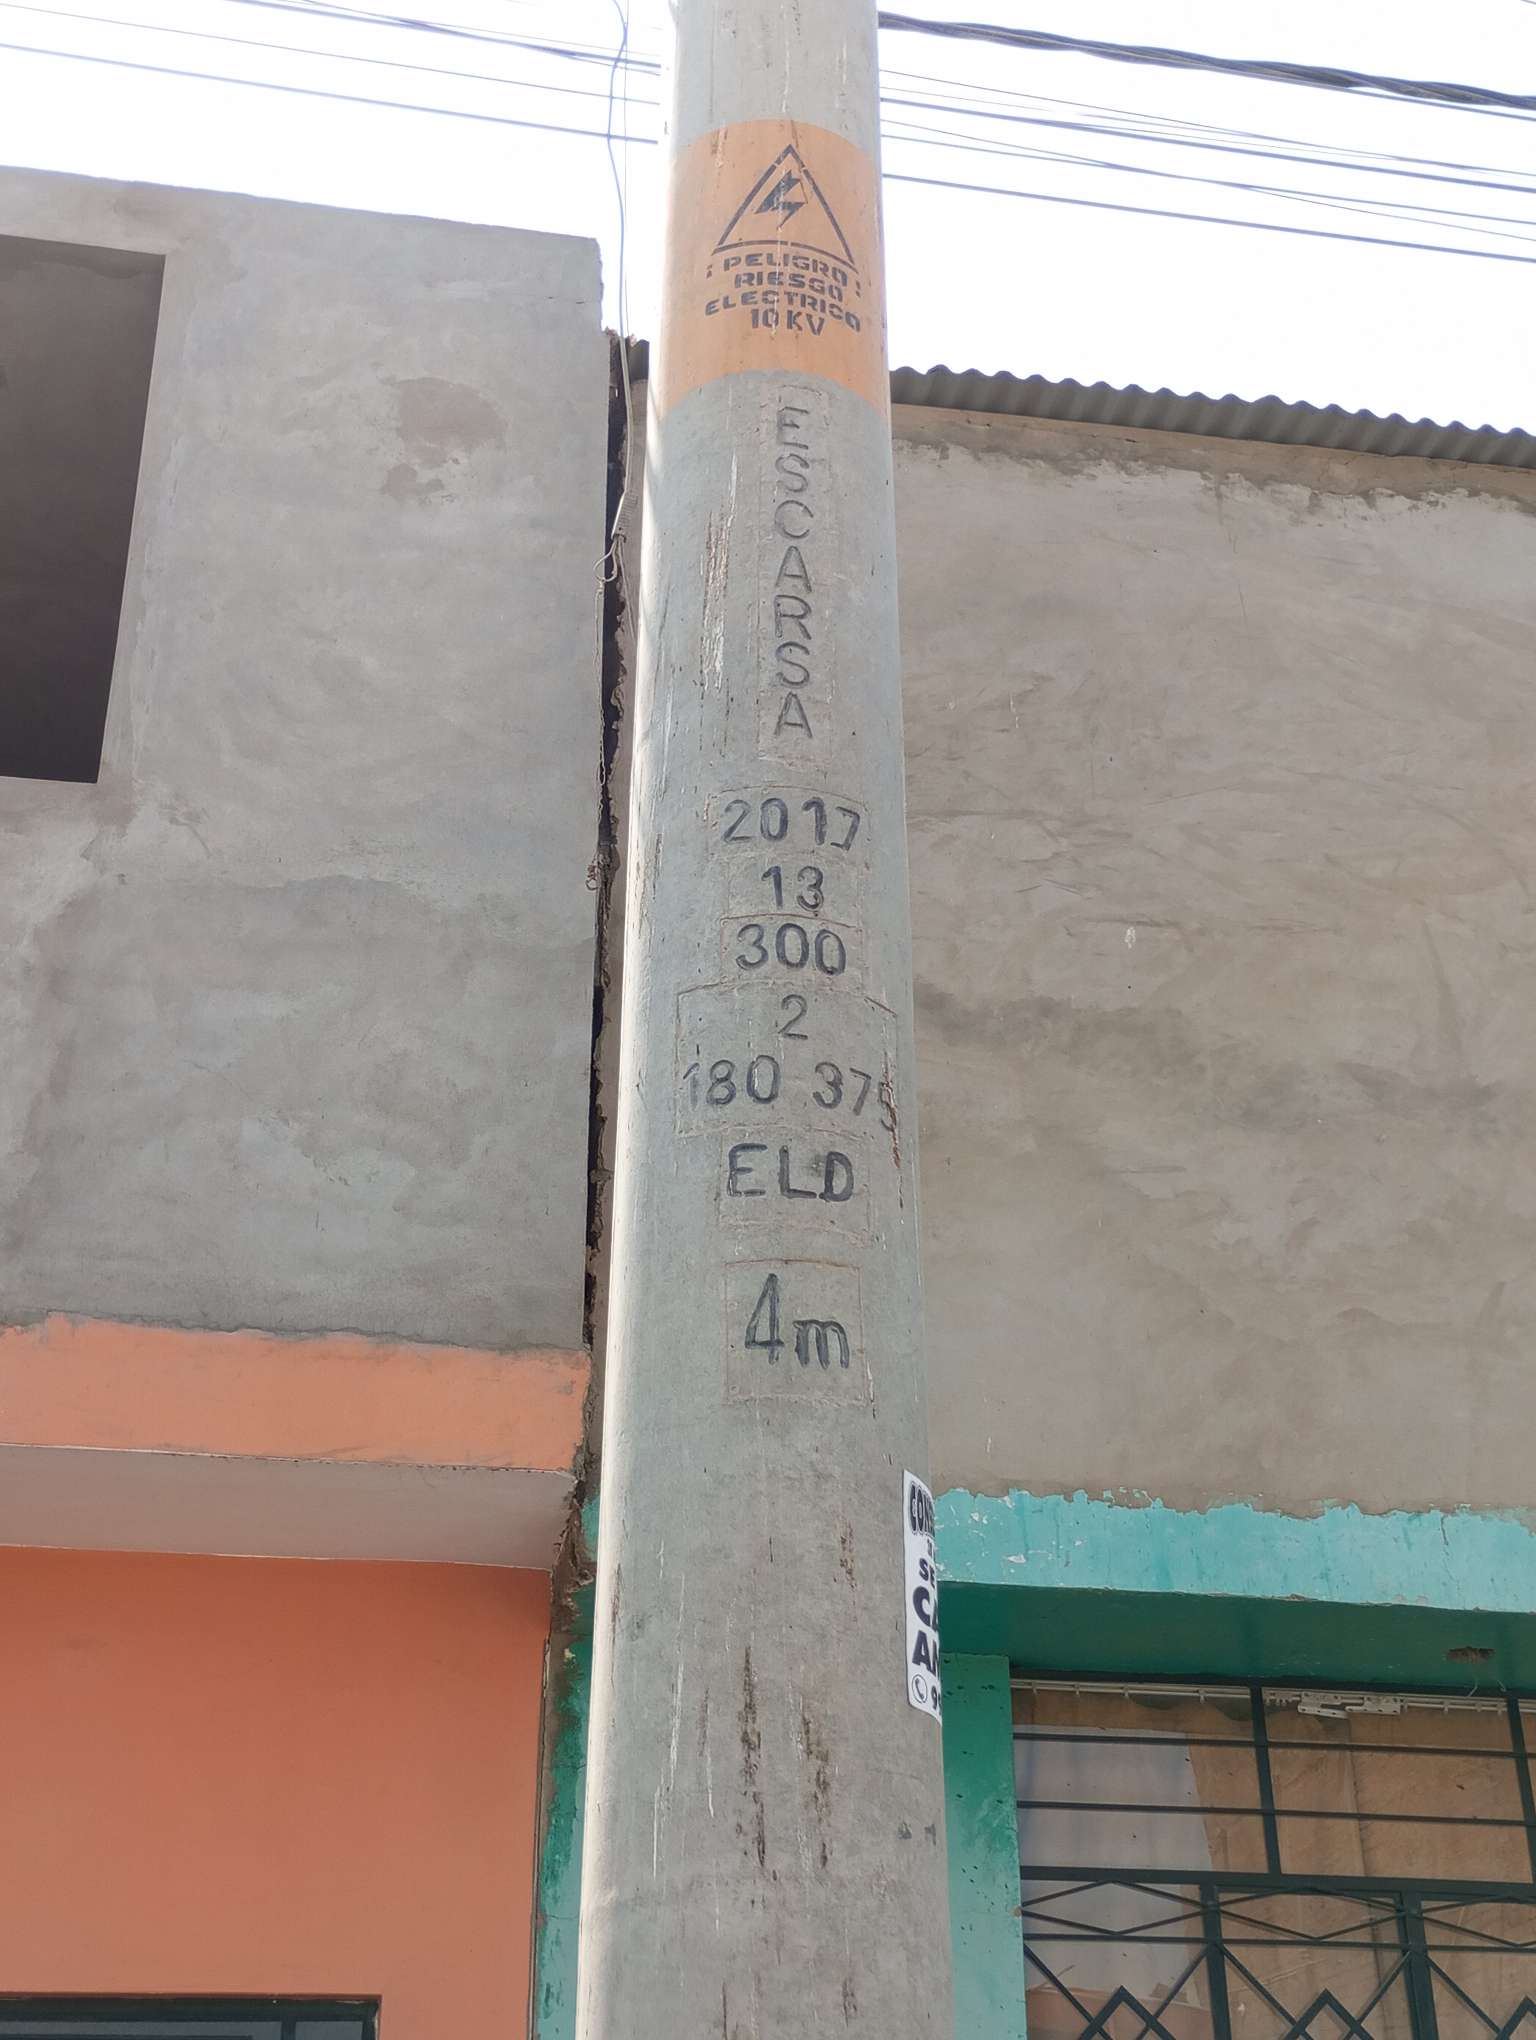 ¡PELIGRO!
RIESGO
ELECTRICO
10 KV
ESCARSA
2017
13
300
2
180 375
ELD
4m